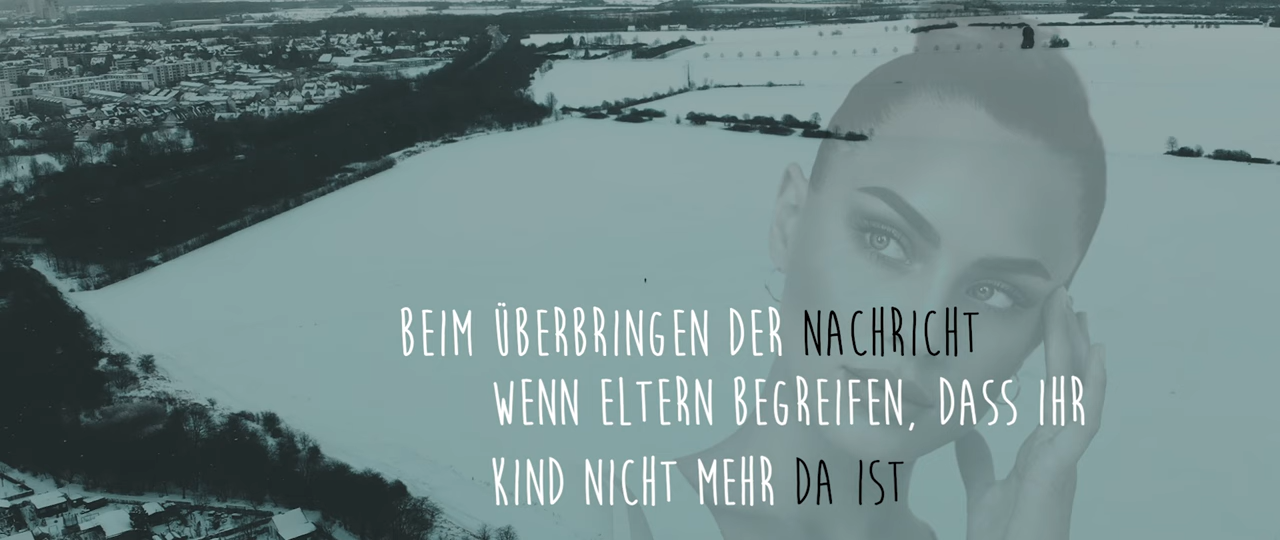 BEIM ÜBERBRINGEN DER NACHRICHT
WENN ELTERN BEGREIFEN, DASS IHR
KIND NICHT MEHR DA IST